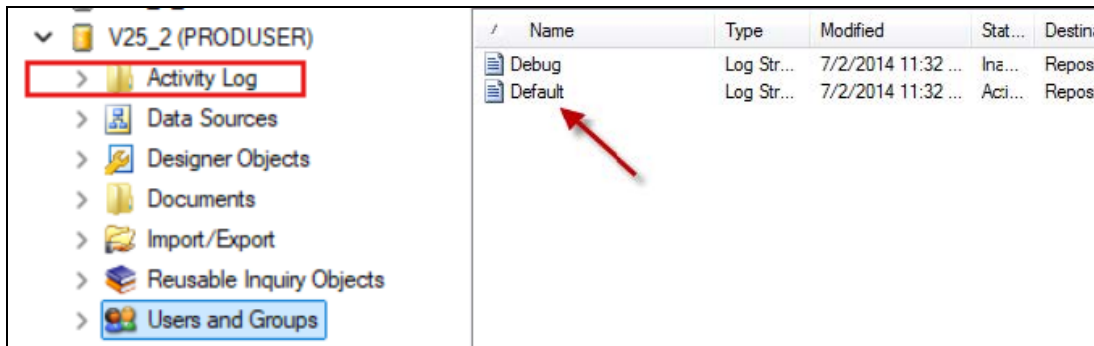 V25_2 (PRODUSER)
Activity Log
Data Sources
Designer Objects
Documents
Import/Export
Reusable Inquiry Objects
Users and Groups
/ Name Type Modified Stat... Destina
Debug Log Str... 7/2/2014 11:32 ... Ina... Repos
Default Log Str... 7/2/2014 11:32 ... Acti... Repos